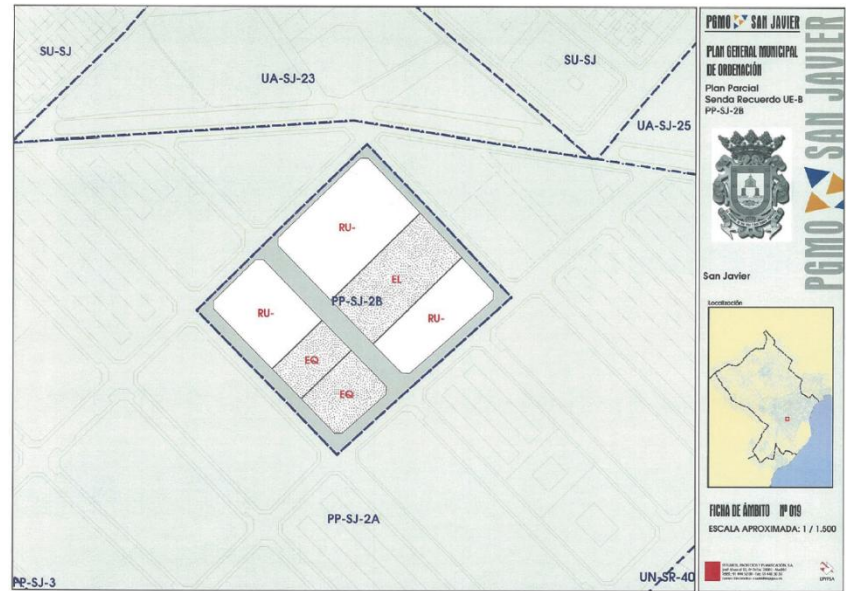 SU-SJ
UA-SJ-23
SU-SJ
UA-SJ-25
RU-
EL
PP-SJ-2B
RU-
RU-
EQ
EQ
PP-SJ-2A
PP-SJ-3
UN-SR-40
PGMO SAN JAVIER
PLAN GENERAL MUNICIPAL
DE ORDENACIÓN
Plan Parcial
Senda Recuerdo UE-B
PP-SJ-2B
PGMO SAN JAVIER
San Javier
Localización
FICHA DE ÁMBITO Nº 019
ESCALA APROXIMADA: 1 / 1.500